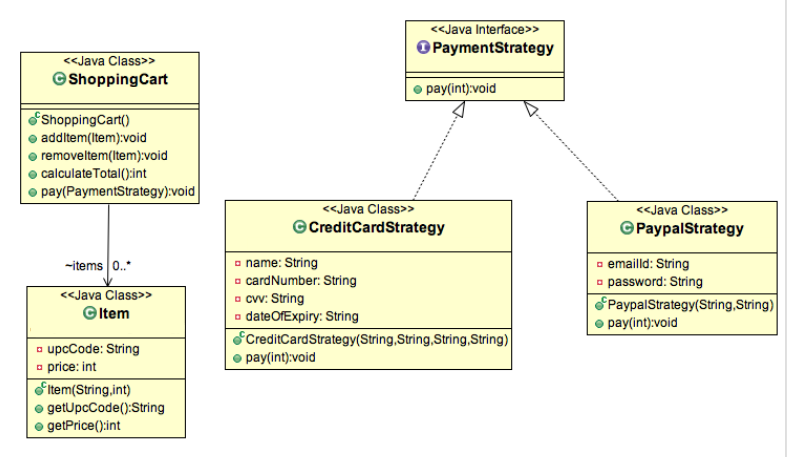 <<Java Class>>
ShoppingCart
ShoppingCart()
addItem(Item):void
removeItem(Item):void
calculateTotal():int
pay(PaymentStrategy):void
~items 0..*
<<Java Class>>
Item
upcCode: String
price: int
Item(String,int)
getUpcCode():String
getPrice():int
<<Java Interface>>
PaymentStrategy
pay(int):void
<<Java Class>>
CreditCardStrategy
name: String
cardNumber: String
cvv: String
dateOfExpiry: String
CreditCardStrategy(String,String,String,String)
pay(int):void
<<Java Class>>
PaypalStrategy
emailId: String
password: String
PaypalStrategy(String,String)
pay(int):void